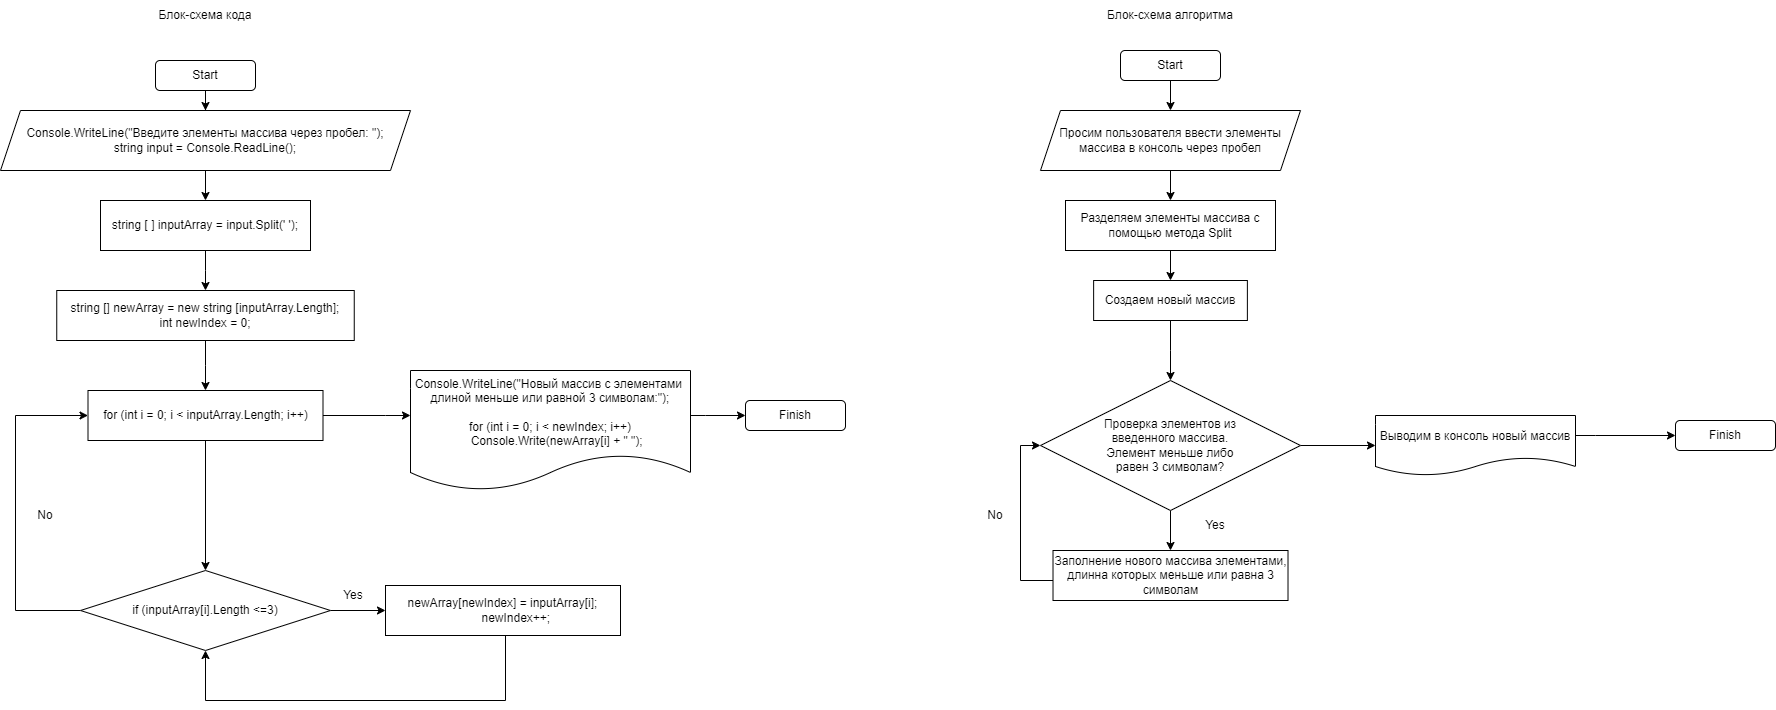 Блок-схема кода
Start
Console.WriteLine("Введите элементы массива через пробел: ");
string input = Console.ReadLine();
string [ ] inputArray = input.Split(' ');
string [] newArray = new string [inputArray.Length];
int newIndex = 0;
for (int i = 0; i < inputArray.Length; i++)
Console.WriteLine("Новый массив с элементами
длиной меньше или равной 3 символам:");
for (int i = 0; i < newIndex; i++)
Console.Write(newArray[i] + " ");
Finish
No
if (inputArray[i].Length <=3)
Yes
newArray[newIndex] = inputArray[i];
newIndex++;
Блок-схема алгоритма
Start
Просим пользователя ввести элементы
массива в консоль через пробел
Разделяем элементы массива с
помощью метода Split
Создаем новый массив
Проверка элементов из
введенного массива.
Элемент меньше либо
равен 3 символам?
Выводим в консоль новый массив
Finish
No
Yes
Заполнение нового массива элементами,
длинна которых меньше или равна 3
символам